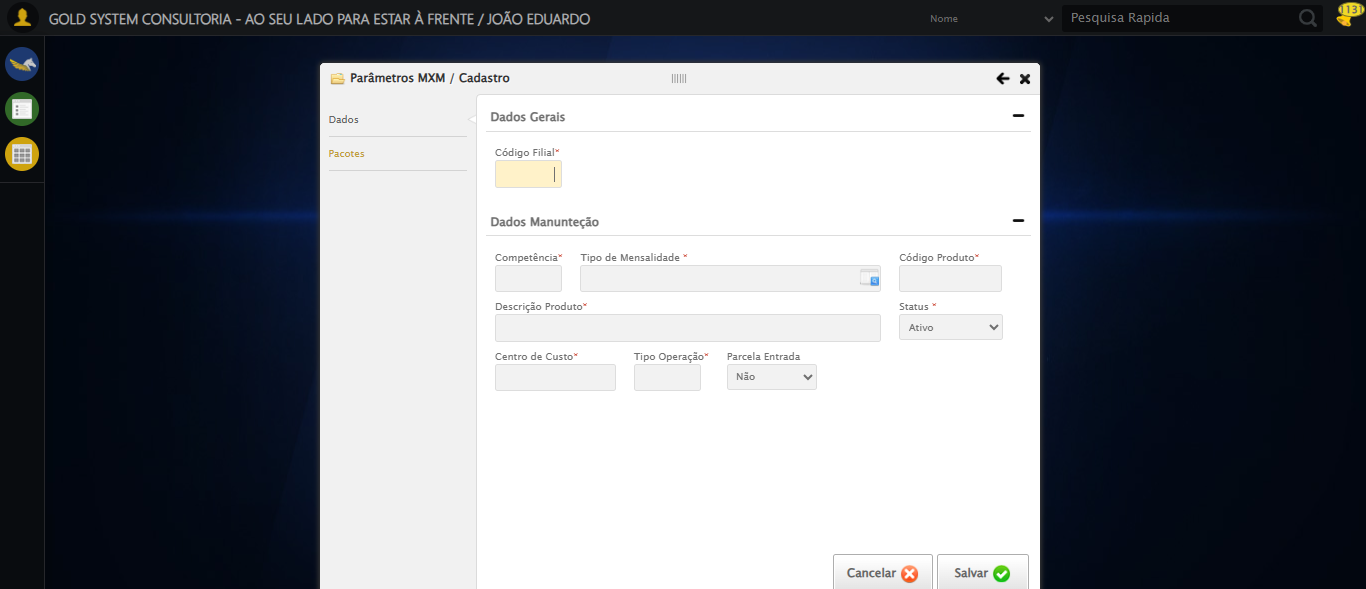 GOLD SYSTEM CONSULTORIA - AO SEU LADO PARA ESTAR À FRENTE / JOÃO EDUARDO
Nome
Pesquisa Rapida
113
Parâmetros MXM / Cadastro
Dados
Pacotes
Dados Gerais
Código Filial*
Dados Manunteção
Competência* Tipo de Mensalidade * Código Produto*
Descrição Produto* Status *
Ativo
Centro de Custo* Tipo Operação* Parcela Entrada
Não
Cancelar Salvar